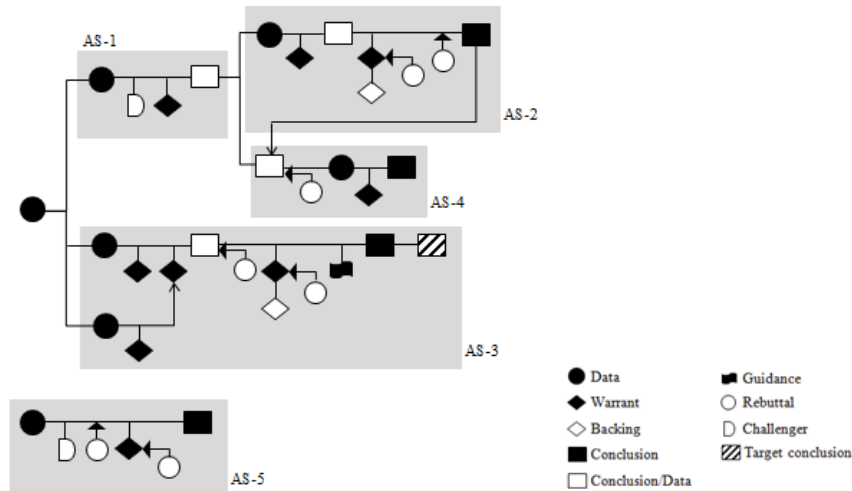 AS-1
AS-2
AS-4
AS-3
AS-5
Data
Warrant
Backing
Conclusion
Conclusion/Data
Guidance
Rebuttal
Challenger
Target conclusion